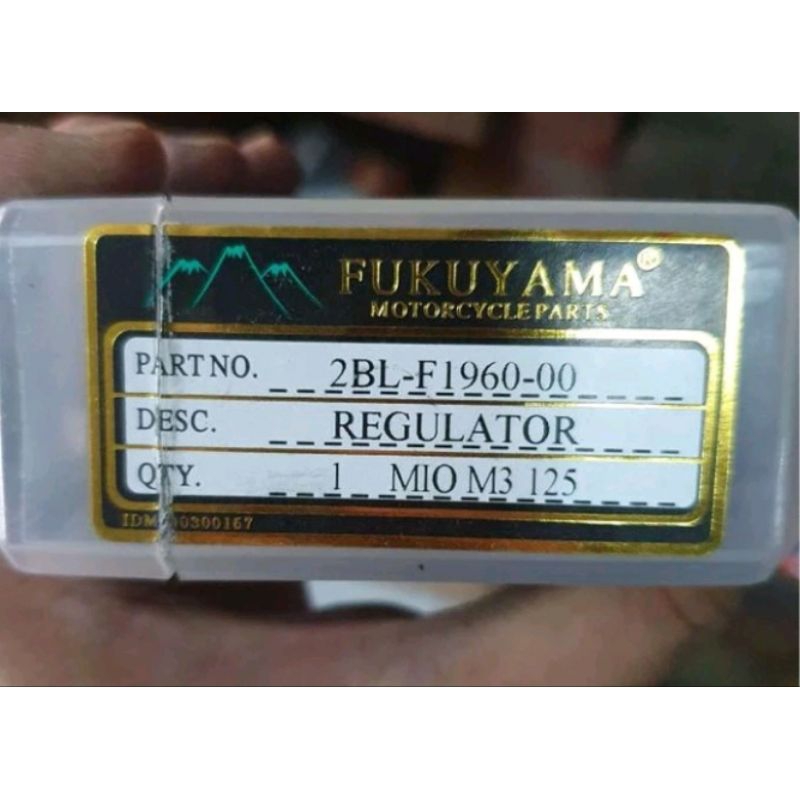 FUKUYAMA
MOTORCYCLE PARTS
PART NO. 2BL-F1960-00
DESC. REGULATOR
QTY. 1 MIO M3 125